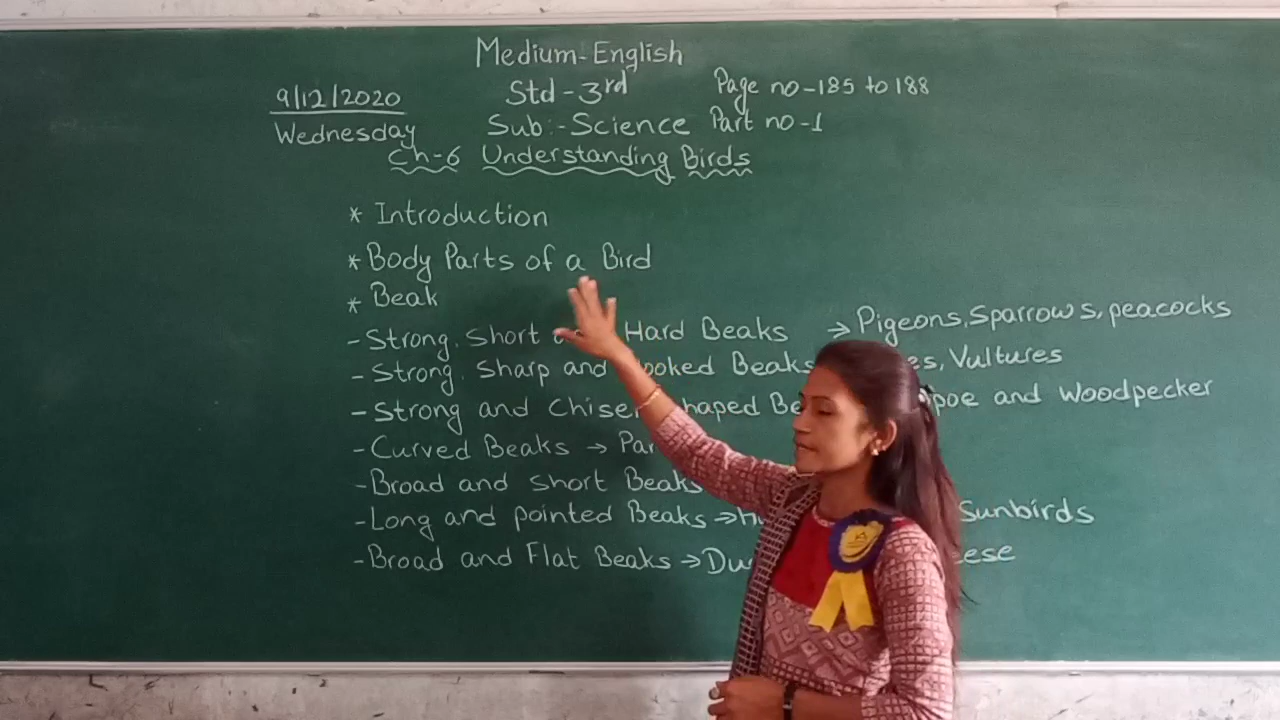 Medium-English
9/12/2020 Std-3rd Page no-185 to 188
Wednesday Sub:-Science Part no-1
Ch-6 Understanding Birds
* Introduction
* Body Parts of a Bird
* Beak
- Strong, Short Hard Beaks → Pigeons, Sparrows, peacocks
- Strong, Sharp and Hooked Beaks Vultures
- Strong and Chisel Shaped and Woodpecker
- Curved Beaks →
- Broad and Short Beaks
- Long and pointed Beaks → Sunbirds
- Broad and Flat Beaks →